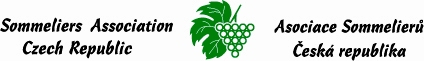 Sommeliers Association
Czech Republic
Asociace Sommelierů
Česká republika